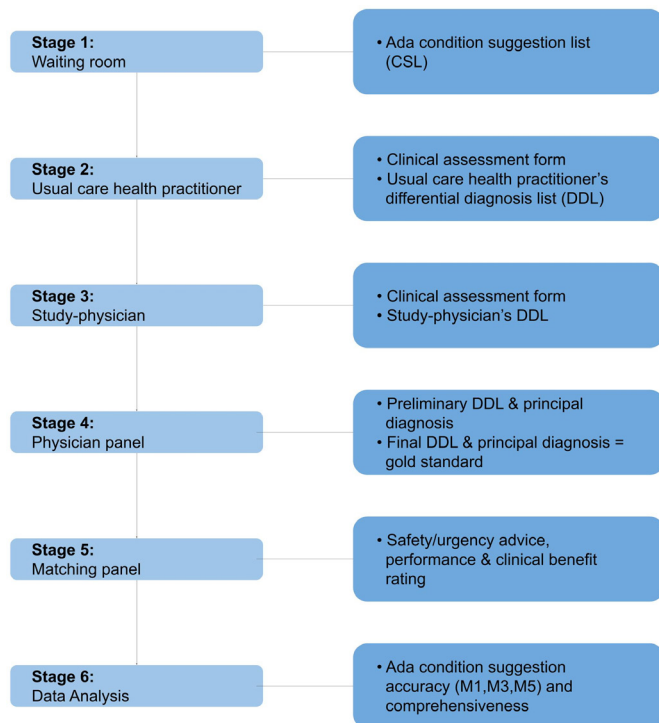 Stage 1:
Waiting room
• Ada condition suggestion list
(CSL)
Stage 2:
Usual care health practitioner
• Clinical assessment form
• Usual care health practitioner's
differential diagnosis list (DDL)
Stage 3:
Study-physician
• Clinical assessment form
• Study-physician's DDL
Stage 4:
Physician panel
• Preliminary DDL & principal
diagnosis
• Final DDL & principal diagnosis =
gold standard
Stage 5:
Matching panel
• Safety/urgency advice,
performance & clinical benefit
rating
Stage 6:
Data Analysis
• Ada condition suggestion
accuracy (M1,M3,M5) and
comprehensiveness